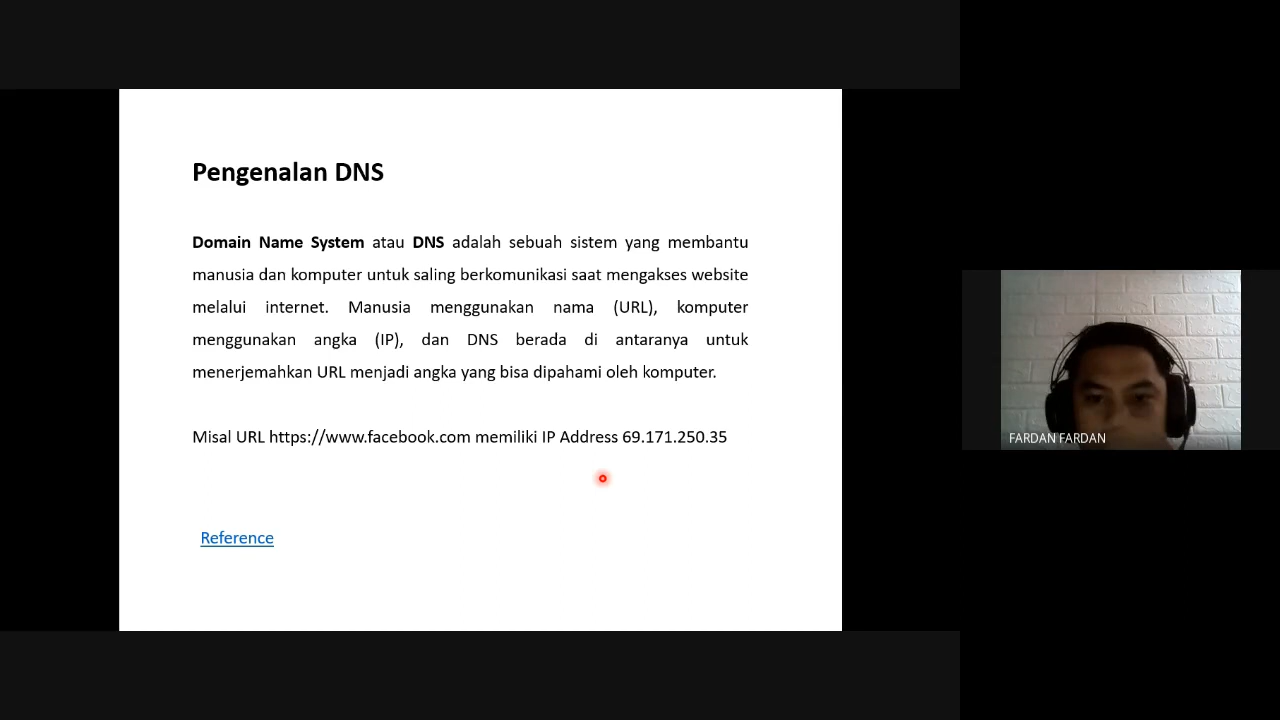 Pengenalan DNS
Domain Name System atau DNS adalah sebuah sistem yang membantu
manusia dan komputer untuk saling berkomunikasi saat mengakses website
melalui internet. Manusia menggunakan nama (URL), komputer
menggunakan angka (IP), dan DNS berada di antaranya untuk
menerjemahkan URL menjadi angka yang bisa dipahami oleh komputer.
Misal URL https://www.facebook.com memiliki IP Address 69.171.250.35
Reference
FARDAN FARDAN